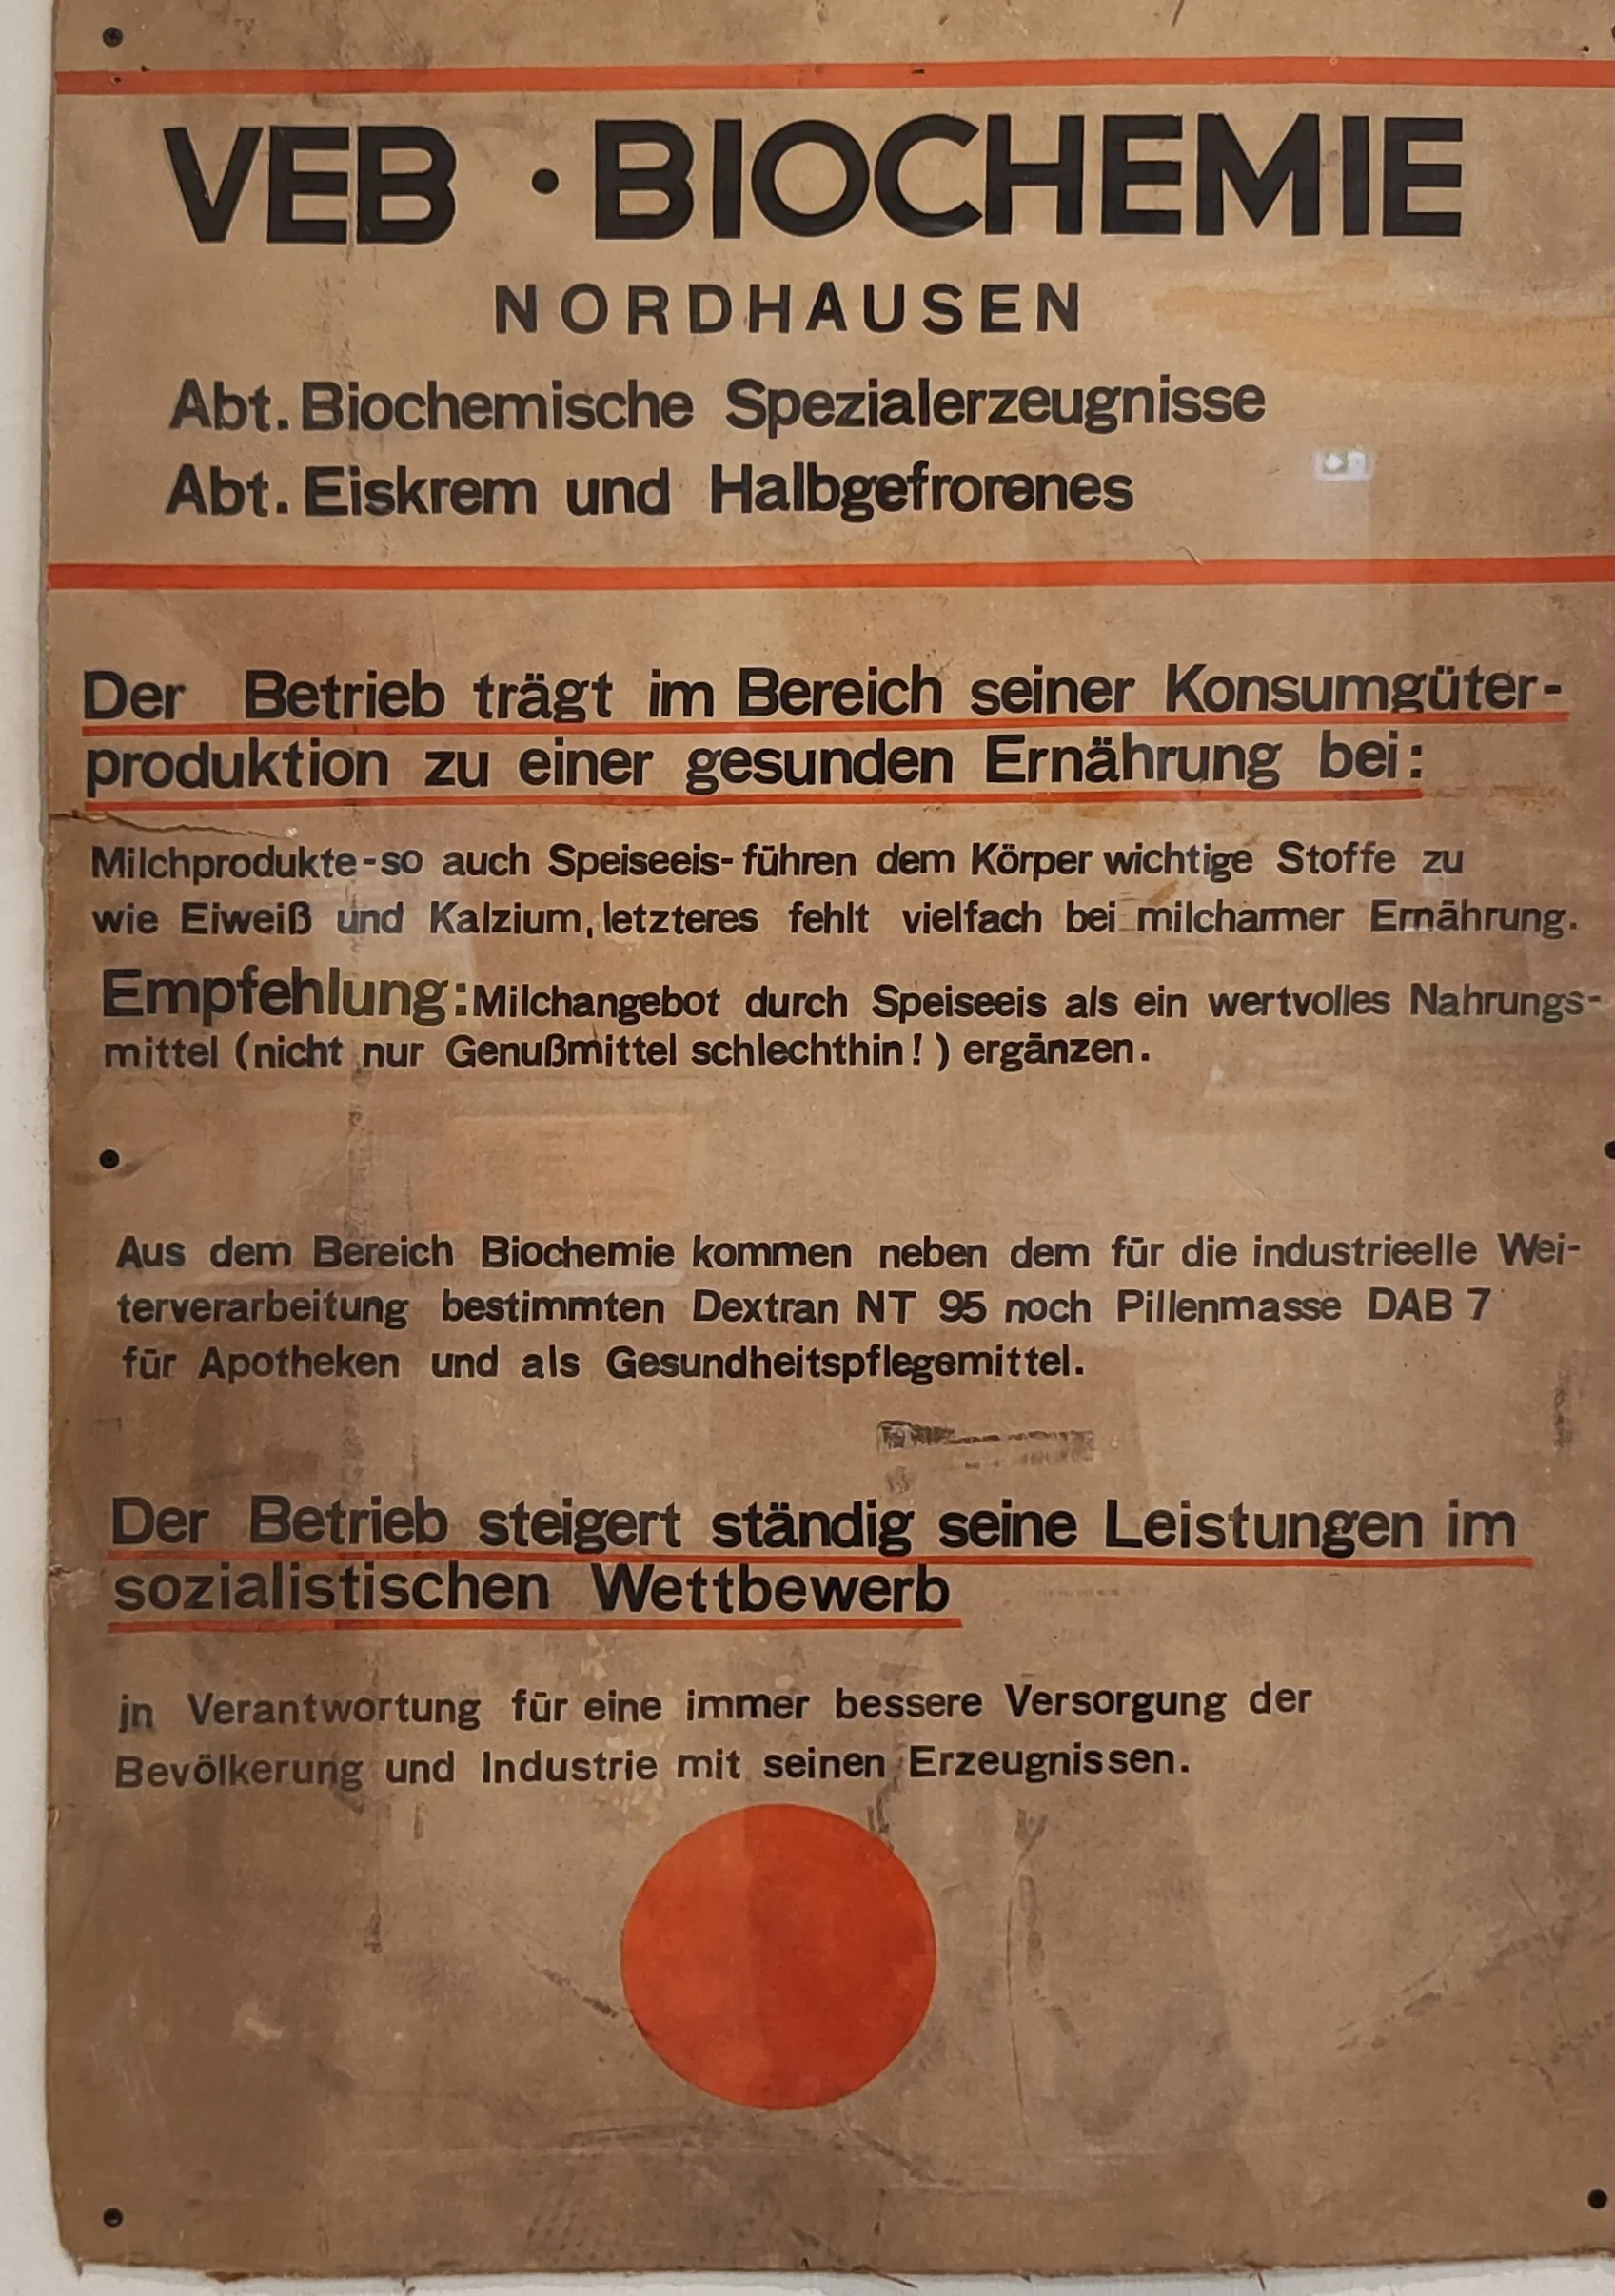 VEB · BIOCHEMIE
NORDHAUSEN
Abt. Biochemische Spezialerzeugnisse
Abt. Eiskrem und Halbgefrorenes
Der Betrieb trägt im Bereich seiner Konsumgüter-
produktion zu einer gesunden Ernährung bei:
Milchprodukte-so auch Speiseeis-führen dem Körper wichtige Stoffe zu
wie Eiweiß und Kalzium, letzteres fehlt vielfach bei milcharmer Ernährung.
Empfehlung: Milchangebot durch Speiseeis als ein wertvolles Nahrungs-
mittel (nicht nur Genußmittel schlechthin!) ergänzen.
Aus dem Bereich Biochemie kommen neben dem für die industrieelle Wei-
terverarbeitung bestimmten Dextran NT 95 noch Pillenmasse DAB 7
für Apotheken und als Gesundheitspflegemittel.
Der Betrieb steigert ständig seine Leistungen im
sozialistischen Wettbewerb
in Verantwortung für eine immer bessere Versorgung der
Bevölkerung und Industrie mit seinen Erzeugnissen.